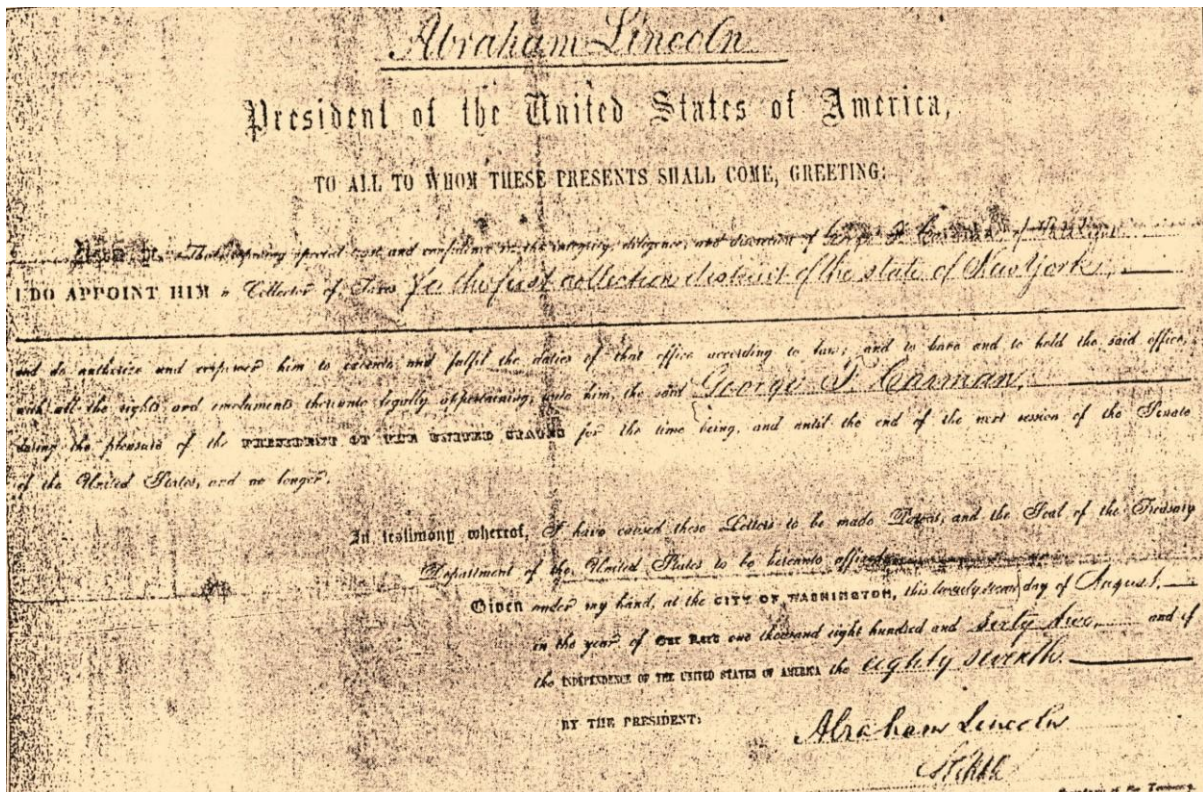 Abraham Lincoln
President of the United States of America,
TO ALL TO WHOM THESE PRESENTS SHALL COME, GREETING:
That reposing special trust and confidence in the integrity, diligence, and discretion of of
I DO APPOINT HIM Collector of Taxes for the first collection district of the state of New York,
and do authorize and empower him to execute and fulfil the duties of that office according to law; and to have and to hold the said office,
with all the rights and emoluments thereunto legally appertaining, unto him, the said George F. Carman,
during the pleasure of the PRESIDENT OF THE UNITED STATES for the time being, and until the end of the next session of the Senate
of the United States, and no longer.
In testimony whereof, I have caused these Letters to be made Patent, and the Seal of the Treasury
Department of the United States to be hereunto affixed.
Given under my hand, at the CITY OF WASHINGTON, this day of August,
in the year of Our Lord one thousand eight hundred and sixty two, and of
the INDEPENDENCE OF THE UNITED STATES OF AMERICA the eighty seventh.
BY THE PRESIDENT:
Abraham Lincoln
Secretary of the Treasury.